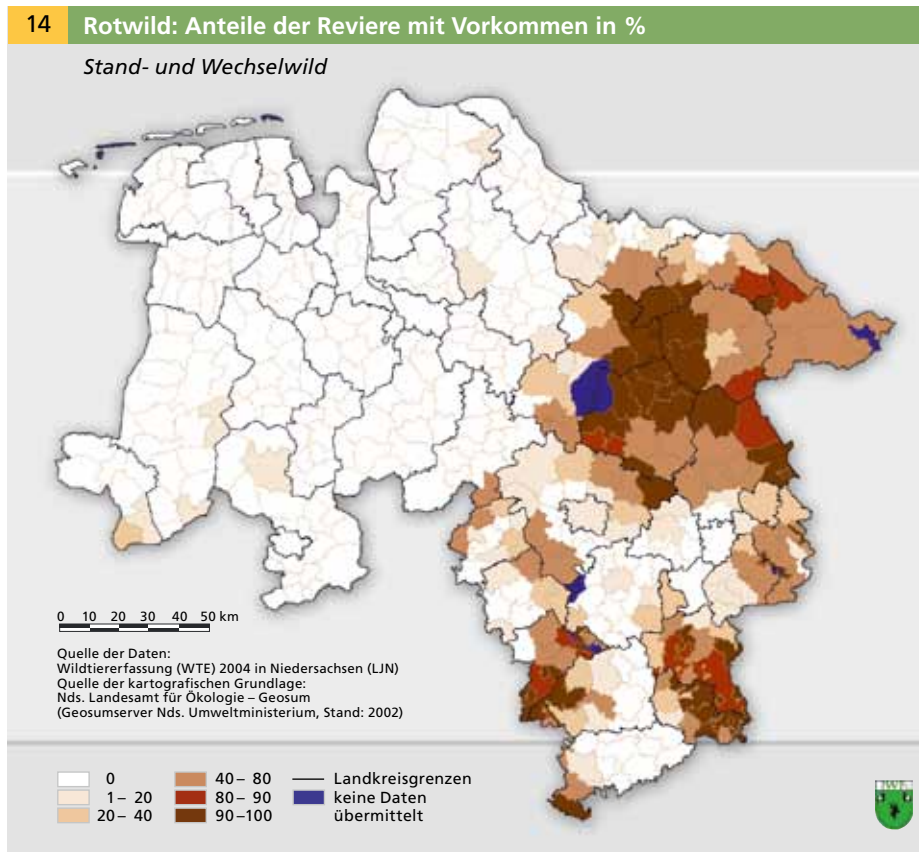 14 Rotwild: Anteile der Reviere mit Vorkommen in %
Stand- und Wechselwild
0 10 20 30 40 50 km
Quelle der Daten:
Wildtiererfassung (WTE) 2004 in Niedersachsen (LJN)
Quelle der kartografischen Grundlage:
Nds. Landesamt für Ökologie – Geosum
(Geosumserver Nds. Umweltministerium, Stand: 2002)
0 40– 80 Landkreisgrenzen
1– 20 80– 90 keine Daten
20– 40 90–100 übermittelt